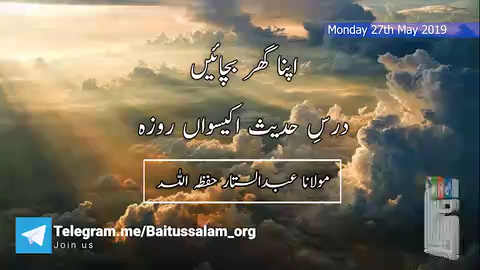 Monday 27th May 2019
اپنا گھر بچائیں
درسِ حدیث اکیسواں روزہ
مولانا عبدالستار حفظہ اللہ
Telegram.me/Baitussalam_org
Join us